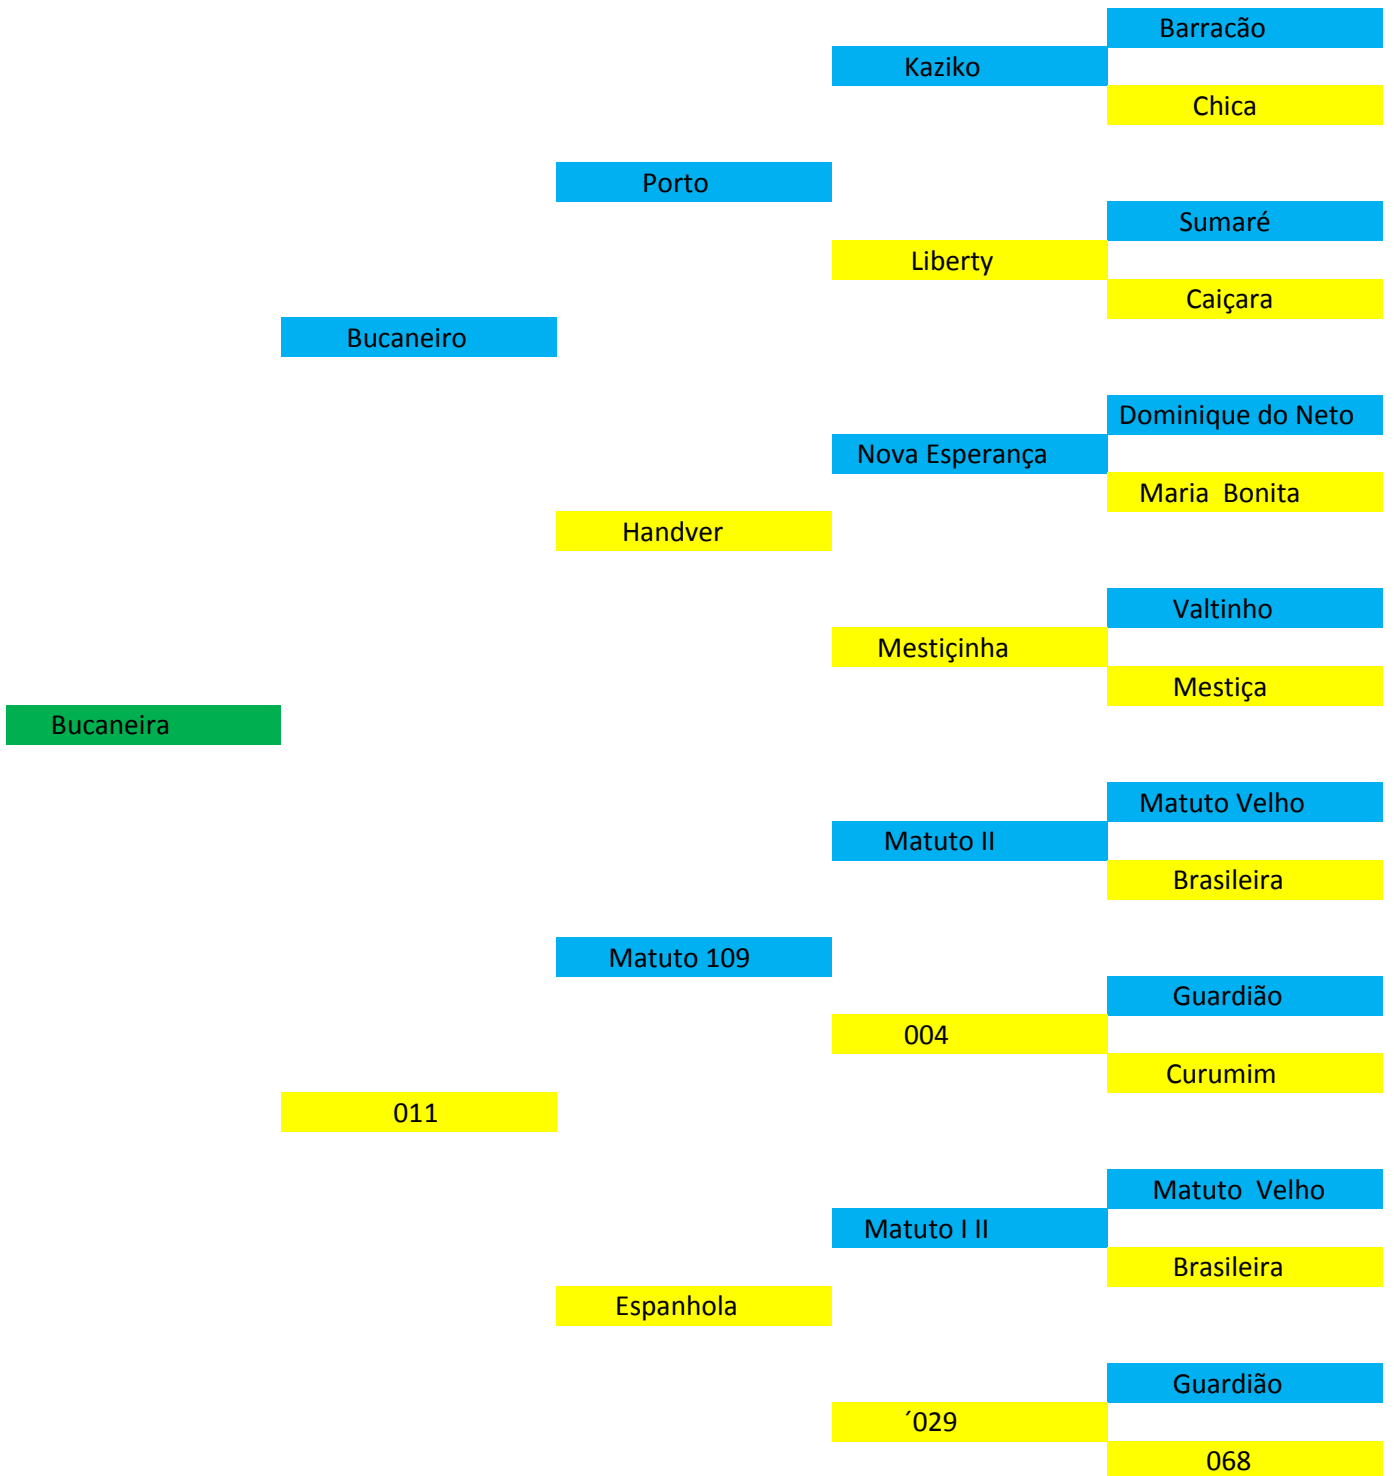 Barracão
Kaziko
Chica
Porto
Sumaré
Liberty
Caiçara
Bucaneiro
Dominique do Neto
Nova Esperança
Maria  Bonita
Handver
Valtinho
Mestiçinha
Mestiça
Bucaneira
Matuto Velho
Matuto II
Brasileira
Matuto 109
Guardião
004
Curumim
011
Matuto  Velho
Matuto I II
Brasileira
Espanhola
Guardião
´029
068